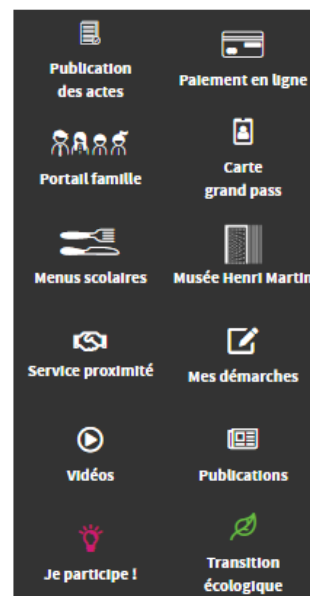 Publication
des actes
Paiement en ligne
Portail famille
Carte
grand pass
Menus scolaires
Musée Henri Martin
Service proximité
Mes démarches
Vidéos
Publications
Je participe !
Transition
écologique